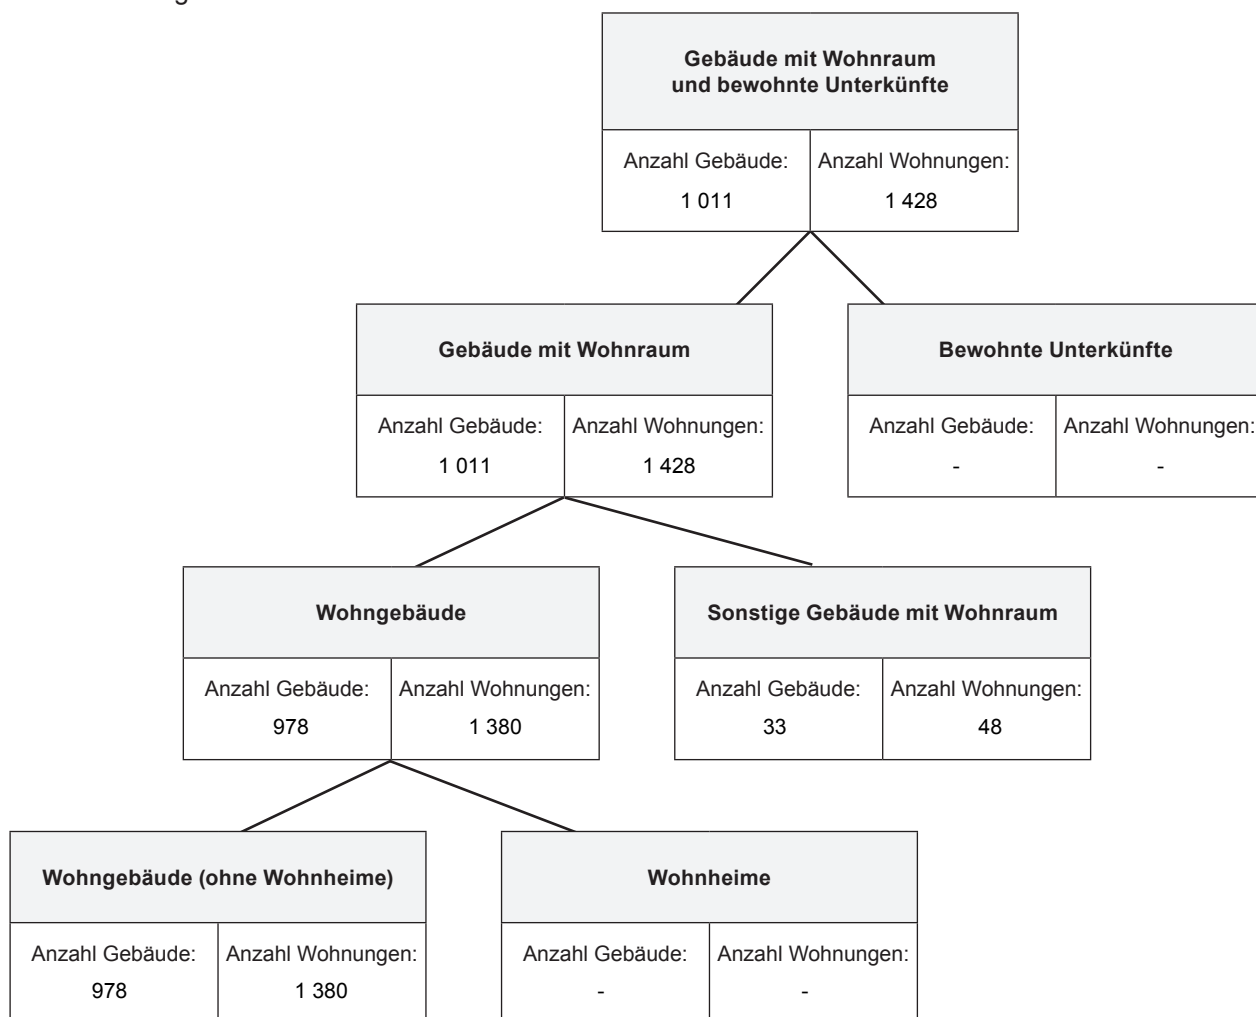 Gebäude mit Wohnraum
und bewohnte Unterkünfte
Anzahl Gebäude: Anzahl Wohnungen:
1 011 1 428
Gebäude mit Wohnraum Bewohnte Unterkünfte
Anzahl Gebäude: Anzahl Wohnungen: Anzahl Gebäude: Anzahl Wohnungen:
1 011 1 428 - -
Wohngebäude Sonstige Gebäude mit Wohnraum
Anzahl Gebäude: Anzahl Wohnungen: Anzahl Gebäude: Anzahl Wohnungen:
978 1 380 33 48
Wohngebäude (ohne Wohnheime) Wohnheime
Anzahl Gebäude: Anzahl Wohnungen: Anzahl Gebäude: Anzahl Wohnungen:
978 1 380 - -